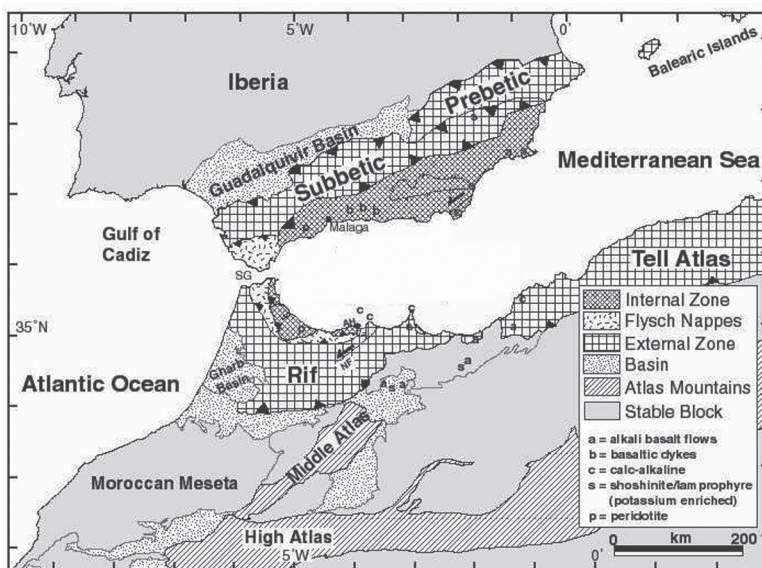 10˚W
5˚W
0˚
Balearic Islands
Iberia
Prebetic
Guadalquivir Basin
Subbetic
Mediterranean Sea
a
a
a
b b b
p
Malaga
Gulf of
Cadiz
SG
Tell Atlas
35˚N
c
c
c
c
AH
p
a
NF
Rif
Gharb
Basin
s a
a s a
Atlantic Ocean
Middle Atlas
Moroccan Meseta
High Atlas
5˚W
0˚
Internal Zone
Flysch Nappes
External Zone
Basin
Atlas Mountains
Stable Block
a = alkali basalt flows
b = basaltic dykes
c = calc-alkaline
s = shoshinite/lamprophyre
(potassium enriched)
p = peridotite
0 km 200